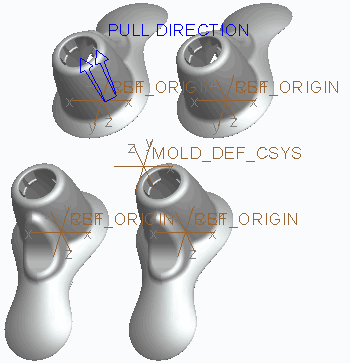 PULL DIRECTION
REF_ORIGIN REF_ORIGIN
X X X X
Z Z
Z Y MOLD_DEF_CSYS
X
REF_ORIGIN REF_ORIGIN
X X X X
Z Z